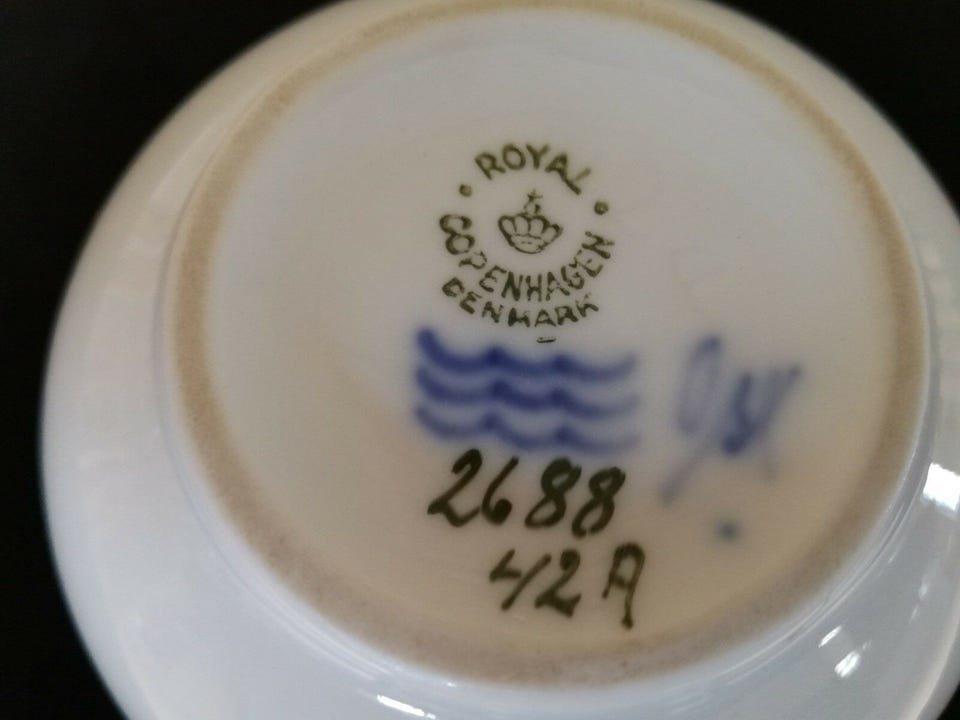 ROYAL
COPENHAGEN
DENMARK
2688
42A